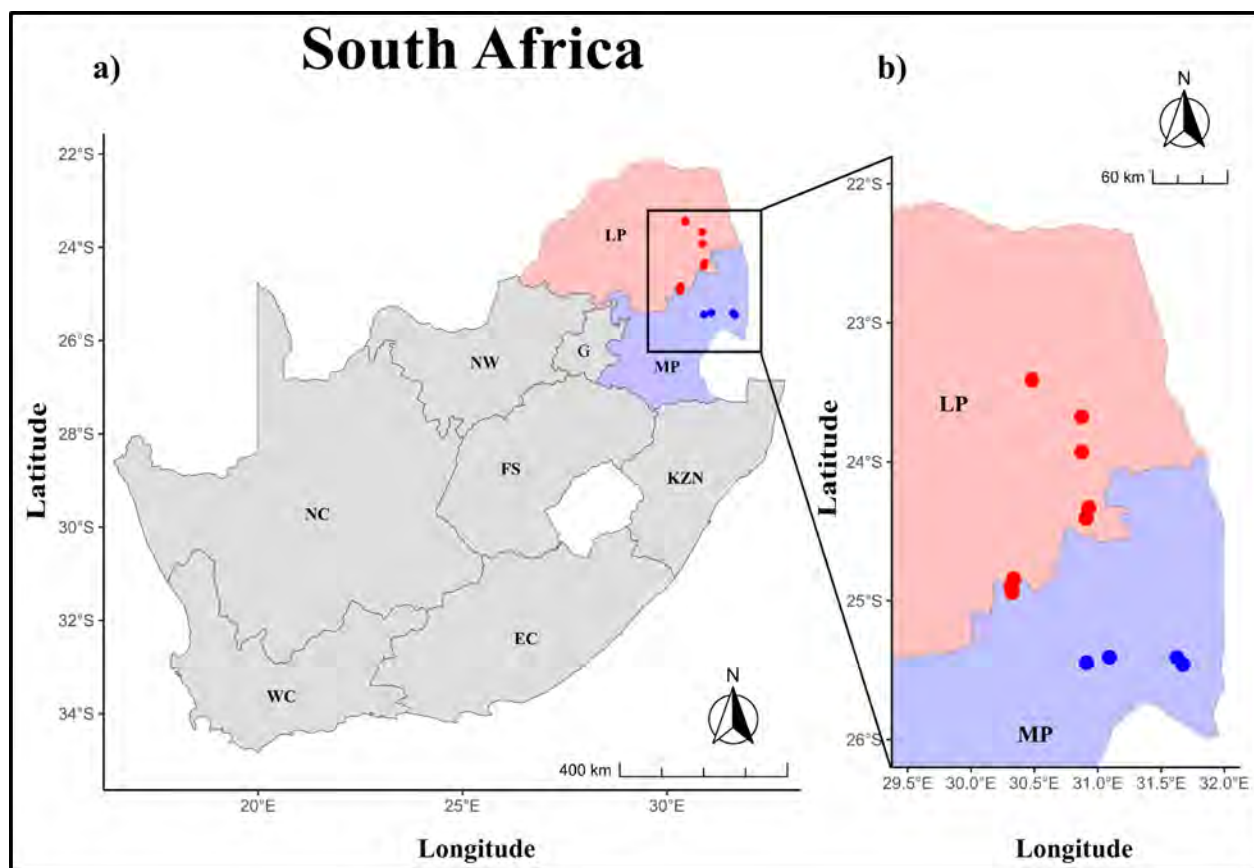 South Africa
a)
b)
N
60 km
22°S
24°S
26°S
28°S
30°S
32°S
34°S
Latitude
LP
NW
G
MP
FS
KZN
NC
EC
WC
N
400 km
20°E
25°E
30°E
Longitude
22°S
23°S
24°S
25°S
26°S
Latitude
LP
MP
29.5°E
30.0°E
30.5°E
31.0°E
31.5°E
32.0°E
Longitude